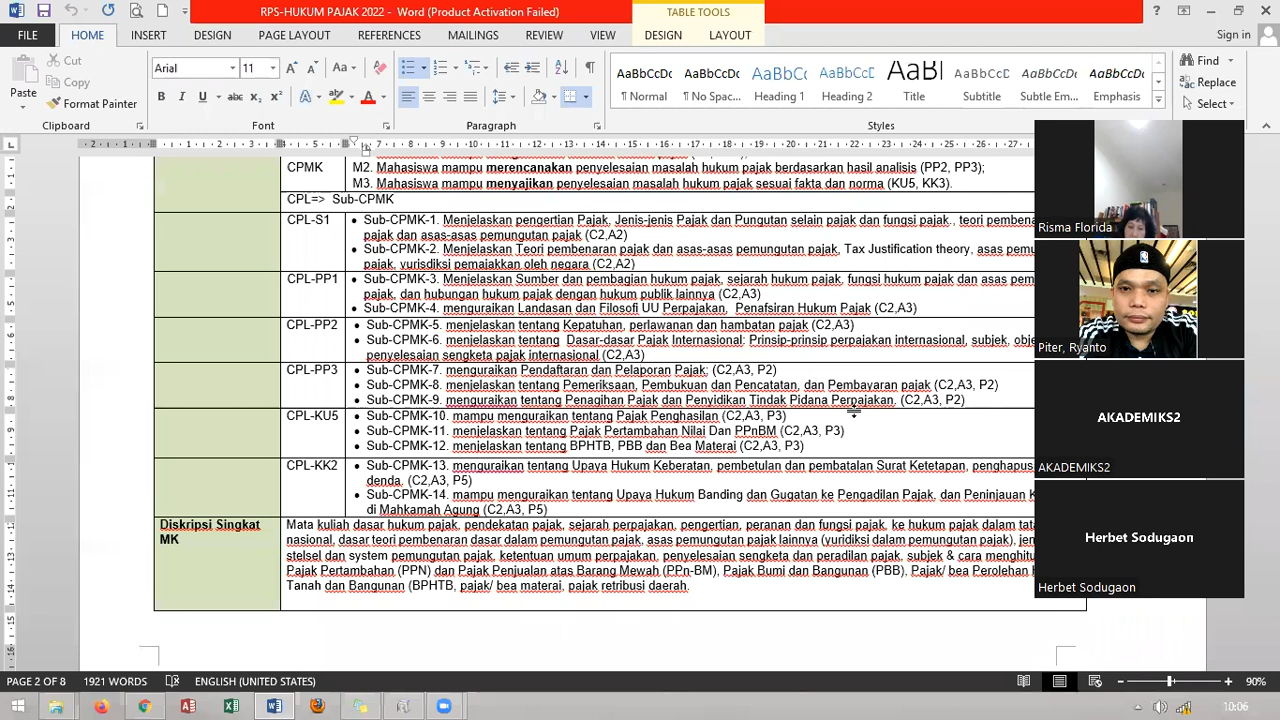 RPS-HUKUM PAJAK 2022 - Word (Product Activation Failed)
TABLE TOOLS
FILE HOME INSERT DESIGN PAGE LAYOUT REFERENCES MAILINGS REVIEW VIEW DESIGN LAYOUT Sign in
Cut
Copy
Paste
Format Painter
Clipboard
Arial 11
Font
Paragraph
AaBbCcDc AaBbCcDc AaBbCc AaBbCcC AaBl AaBbCcD AaBbCcDc AaBbCcDc
¶ Normal ¶ No Spac... Heading 1 Heading 2 Title Subtitle Subtle Em... Emphasis
Styles
Find
Replace
Select
CPMK
M2. Mahasiswa mampu merencanakan penyelesaian masalah hukum pajak berdasarkan hasil analisis (PP2, PP3);
M3. Mahasiswa mampu menyajikan penyelesaian masalah hukum pajak sesuai fakta dan norma (KU5, KK3).
CPL=> Sub-CPMK
CPL-S1
• Sub-CPMK-1. Menjelaskan pengertian Pajak, Jenis-jenis Pajak dan Pungutan selain pajak dan fungsi pajak., teori pembena
pajak dan asas-asas pemungutan pajak (C2,A2)
• Sub-CPMK-2. Menjelaskan Teori pembenaran pajak dan asas-asas pemungutan pajak, Tax Justification theory, asas pemu
pajak, yurisdiksi pemajakkan oleh negara (C2,A2)
CPL-PP1
• Sub-CPMK-3. Menjelaskan Sumber dan pembagian hukum pajak, sejarah hukum pajak, fungsi hukum pajak dan asas pem
pajak, dan hubungan hukum pajak dengan hukum publik lainnya (C2,A3)
• Sub-CPMK-4. menguraikan Landasan dan Filosofi UU Perpajakan, Penafsiran Hukum Pajak (C2,A3)
CPL-PP2
• Sub-CPMK-5. menjelaskan tentang Kepatuhan, perlawanan dan hambatan pajak (C2,A3)
• Sub-CPMK-6. menjelaskan tentang Dasar-dasar Pajak Internasional: Prinsip-prinsip perpajakan internasional, subjek, obje
penyelesaian sengketa pajak internasional (C2,A3)
CPL-PP3
• Sub-CPMK-7. menguraikan Pendaftaran dan Pelaporan Pajak; (C2,A3, P2)
• Sub-CPMK-8. menjelaskan tentang Pemeriksaan, Pembukuan dan Pencatatan, dan Pembayaran pajak (C2,A3, P2)
• Sub-CPMK-9. menguraikan tentang Penagihan Pajak dan Penyidikan Tindak Pidana Perpajakan. (C2,A3, P2)
CPL-KU5
• Sub-CPMK-10. mampu menguraikan tentang Pajak Penghasilan (C2,A3, P3)
• Sub-CPMK-11. menjelaskan tentang Pajak Pertambahan Nilai Dan PPnBM (C2,A3, P3)
• Sub-CPMK-12. menjelaskan tentang BPHTB, PBB dan Bea Materai (C2,A3, P3)
CPL-KK2
• Sub-CPMK-13. menguraikan tentang Upaya Hukum Keberatan, pembetulan dan pembatalan Surat Ketetapan, penghapus
denda. (C2,A3, P5)
• Sub-CPMK-14. mampu menguraikan tentang Upaya Hukum Banding dan Gugatan ke Pengadilan Pajak, dan Peninjauan K
di Mahkamah Agung (C2,A3, P5)
Diskripsi Singkat
MK
Mata kuliah dasar hukum pajak, pendekatan pajak, sejarah perpajakan, pengertian, peranan dan fungsi pajak, ke hukum pajak dalam tata
nasional, dasar teori pembenaran dasar dalam pemungutan pajak, asas pemungutan pajak lainnya (yuridiksi dalam pemungutan pajak), jen
stelsel dan system pemungutan pajak, ketentuan umum perpajakan, penyelesaian sengketa dan peradilan pajak, subjek & cara menghitu
Pajak Pertambahan (PPN) dan Pajak Penjualan atas Barang Mewah (PPn-BM), Pajak Bumi dan Bangunan (PBB), Pajak/ bea Perolehan
Tanah dan Bangunan (BPHTB, pajak/ bea materai, pajak retribusi daerah.
Risma Florida
Piter, Ryanto
AKADEMIKS2
AKADEMIKS2
Herbet Sodugaon
Herbet Sodugaon
PAGE 2 OF 8 1921 WORDS ENGLISH (UNITED STATES) 90%
10:06